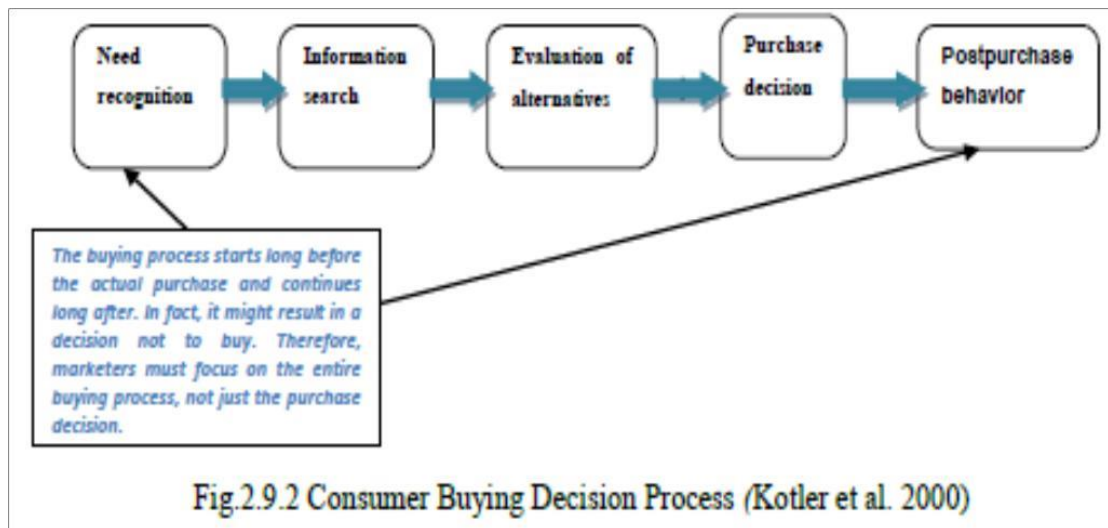 Need
recognition
Information
search
Evaluation of
alternatives
Purchase
decision
Postpurchase
behavior
The buying process starts long before
the actual purchase and continues
long after. In fact, it might result in a
decision not to buy. Therefore,
marketers must focus on the entire
buying process, not just the purchase
decision.
Fig.2.9.2 Consumer Buying Decision Process (Kotler et al. 2000)